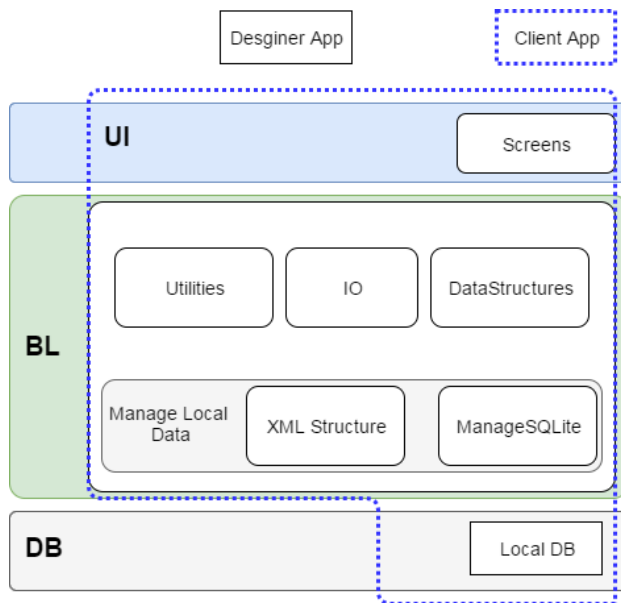 Desginer App
Client App
UI
Screens
Utilities
IO
DataStructures
BL
Manage Local
Data
XML Structure
ManageSQLite
DB
Local DB